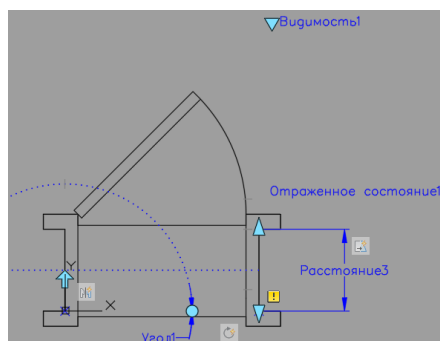 Видимость1
Отраженное состояние1
Расстояние3
Y
X
Угол1